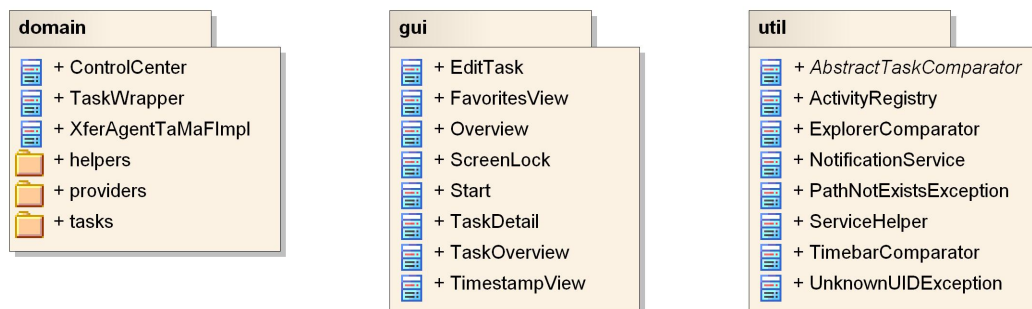 domain
+ ControlCenter
+ TaskWrapper
+ XferAgentTaMaFImpl
+ helpers
+ providers
+ tasks
gui
+ EditTask
+ FavoritesView
+ Overview
+ ScreenLock
+ Start
+ TaskDetail
+ TaskOverview
+ TimestampView
util
+ AbstractTaskComparator
+ ActivityRegistry
+ ExplorerComparator
+ NotificationService
+ PathNotExistsException
+ ServiceHelper
+ TimebarComparator
+ UnknownUIDException